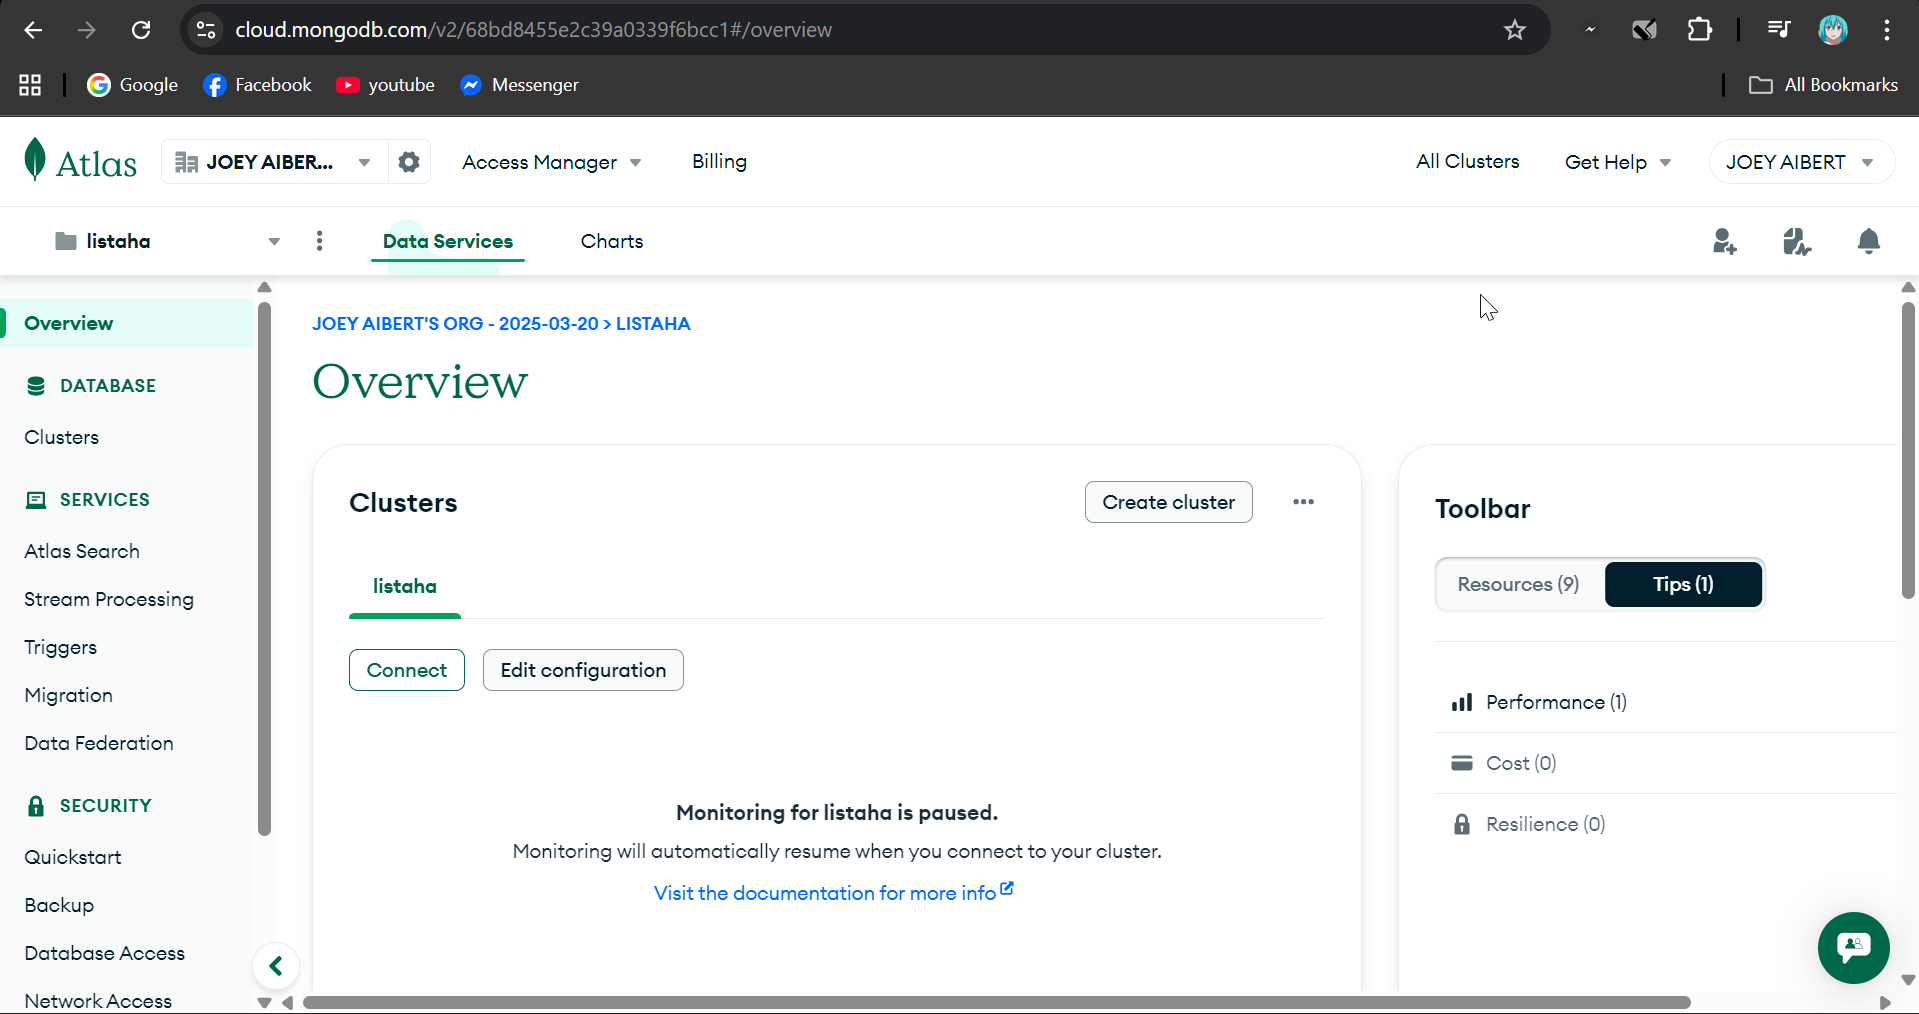 cloud.mongodb.com/v2/68bd8455e2c39a0339f6bcc1#/overview
Google Facebook youtube Messenger All Bookmarks
Atlas JOEY AIBER... Access Manager Billing All Clusters Get Help JOEY AIBERT
listaha Data Services Charts
Overview
DATABASE
Clusters
SERVICES
Atlas Search
Stream Processing
Triggers
Migration
Data Federation
SECURITY
Quickstart
Backup
Database Access
Network Access
JOEY AIBERT'S ORG - 2025-03-20 > LISTAHA
Overview
Clusters
Create cluster
listaha
Connect Edit configuration
Monitoring for listaha is paused.
Monitoring will automatically resume when you connect to your cluster.
Visit the documentation for more info
Toolbar
Resources (9) Tips (1)
Performance (1)
Cost (0)
Resilience (0)